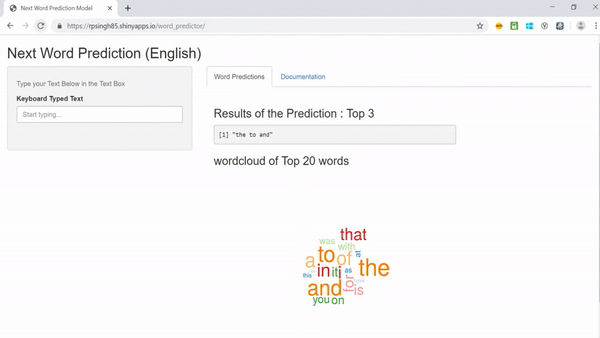 Next Word Prediction Model
https://rpsingh85.shinyapps.io/word_predictor/
Next Word Prediction (English)
Type your Text Below in the Text Box
Keyboard Typed Text
Start typing...
Word Predictions
Documentation
Results of the Prediction : Top 3
[1] "the to and"
wordcloud of Top 20 words
that
was
with
at
a
to
of
the
this
in
it
i
as
for
and
is
you
on